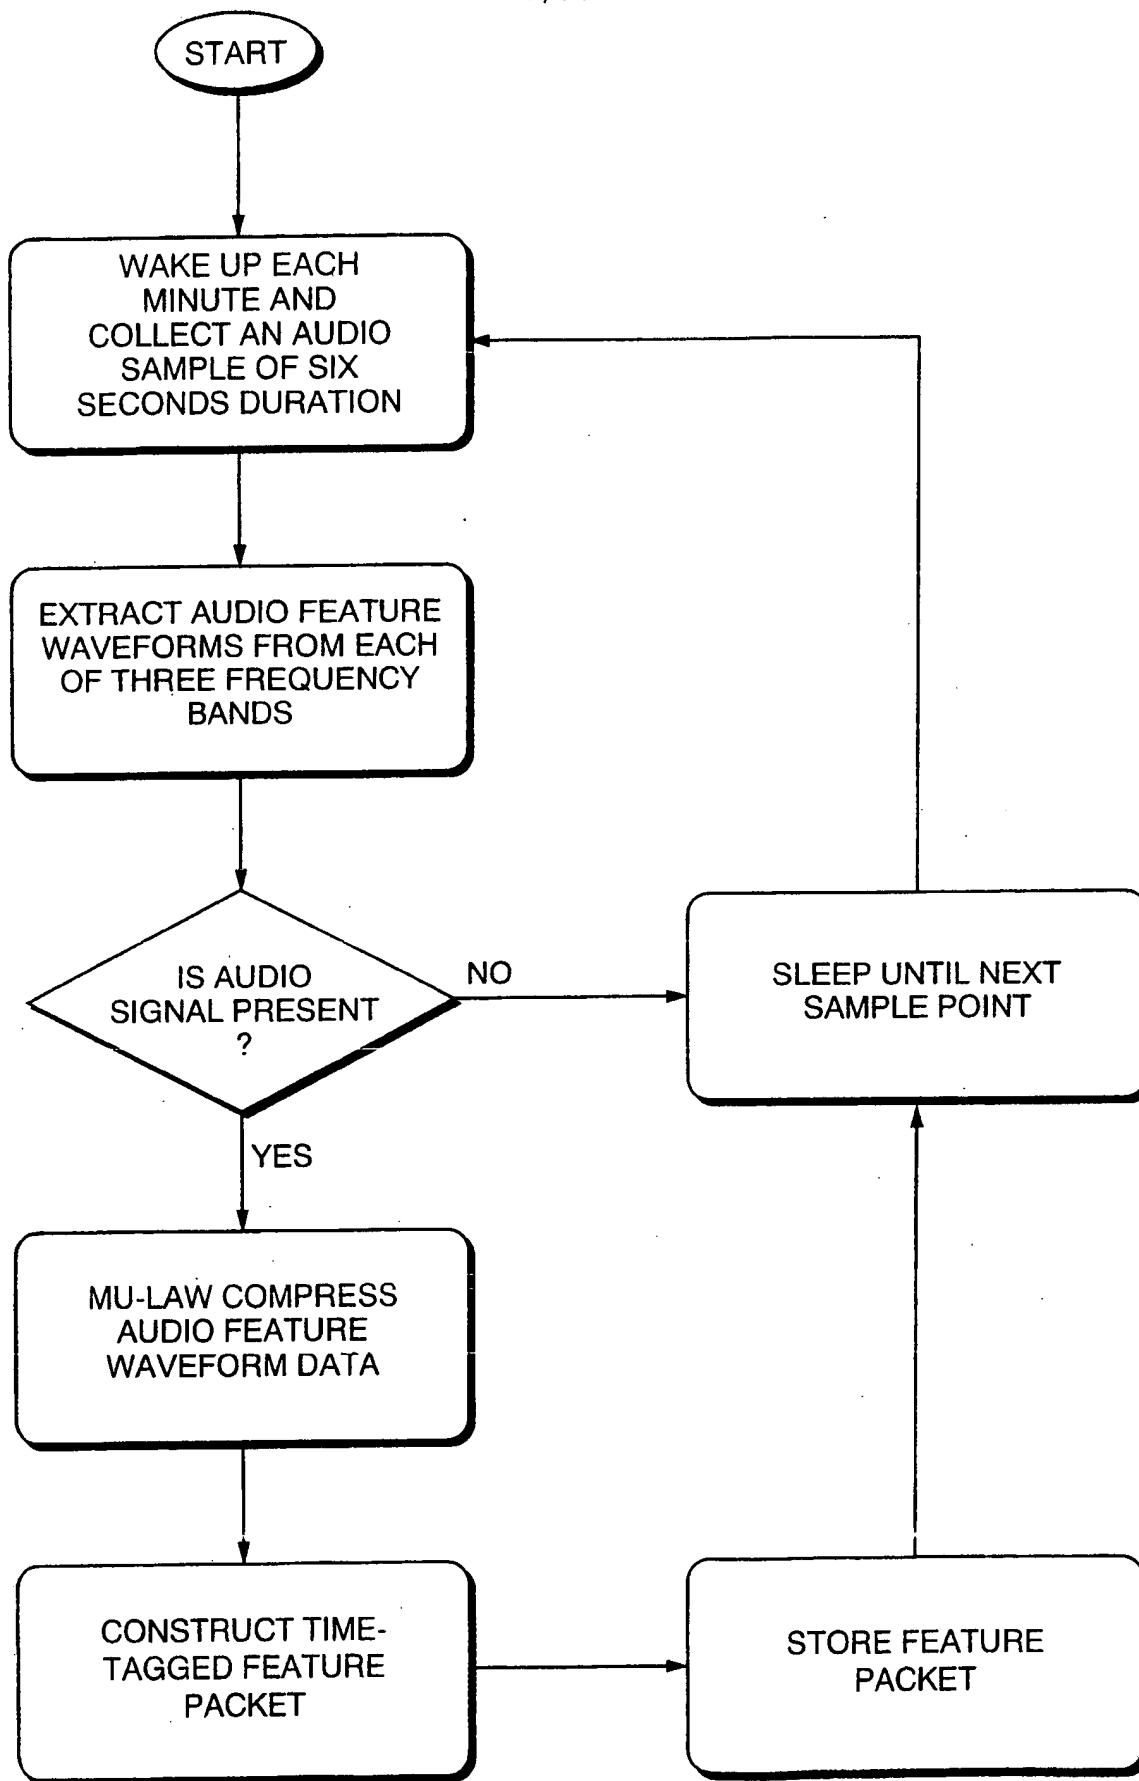 START
WAKE UP EACH
MINUTE AND
COLLECT AN AUDIO
SAMPLE OF SIX
SECONDS DURATION
EXTRACT AUDIO FEATURE
WAVEFORMS FROM EACH
OF THREE FREQUENCY
BANDS
IS AUDIO
SIGNAL PRESENT
?
NO
SLEEP UNTIL NEXT
SAMPLE POINT
YES
MU-LAW COMPRESS
AUDIO FEATURE
WAVEFORM DATA
CONSTRUCT TIME-
TAGGED FEATURE
PACKET
STORE FEATURE
PACKET